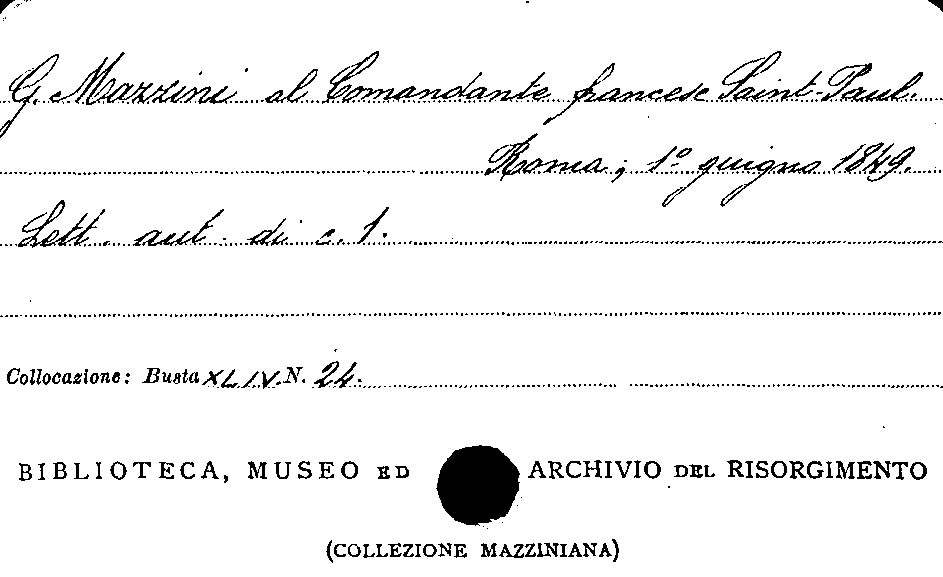 G. Mazzini al Comandante francese Saint-Paul.
Roma, 1º giugno 1849.
Lett. aut. di c. 1.
Collocazione: Busta XLIV. N. 24.
BIBLIOTECA, MUSEO ED ARCHIVIO DEL RISORGIMENTO
(COLLEZIONE MAZZINIANA)